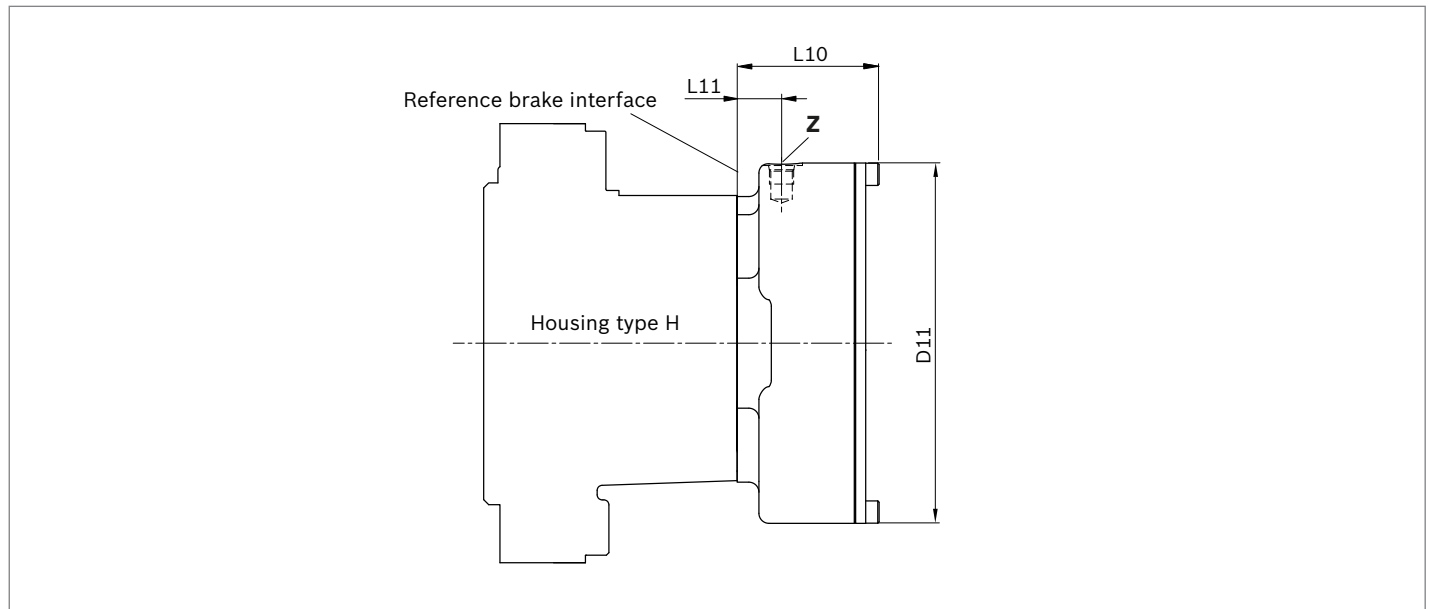 L10
L11
Reference brake interface
Z
Housing type H
D11